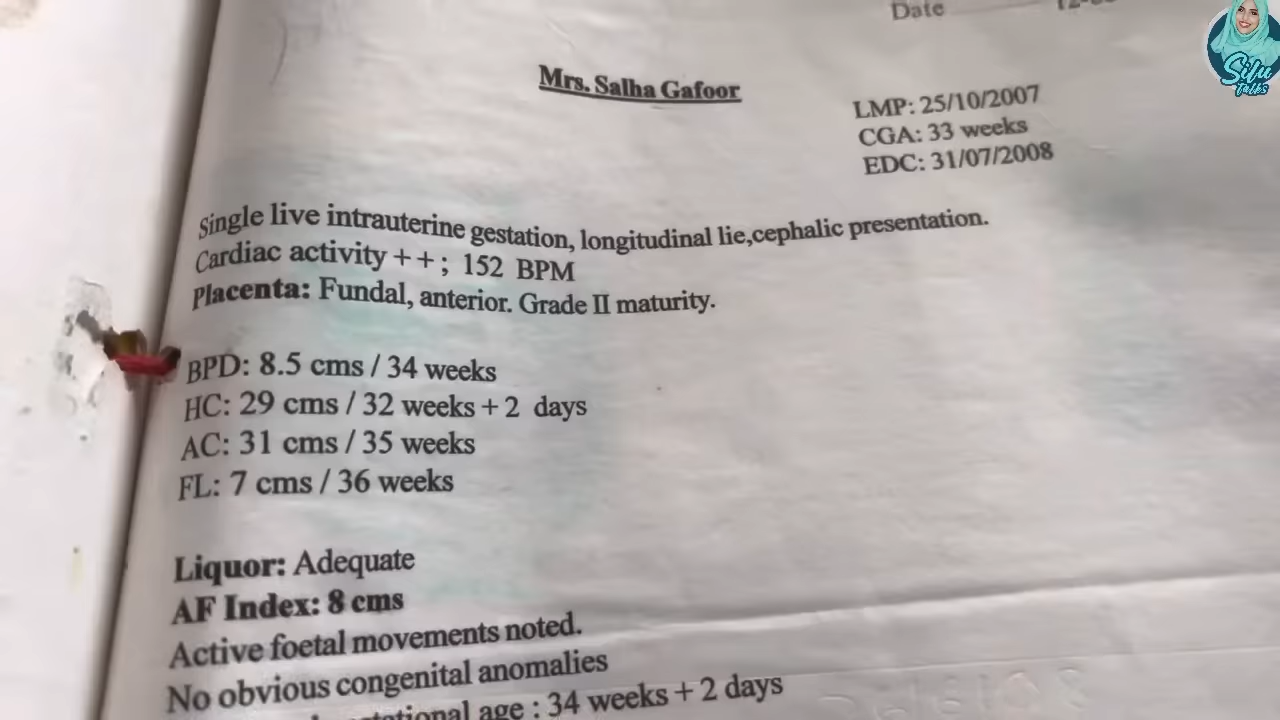 Date
Silu
talks
Mrs. Salha Gafoor
LMP: 25/10/2007
CGA: 33 weeks
EDC: 31/07/2008
Single live intrauterine gestation, longitudinal lie,cephalic presentation.
Cardiac activity + + ; 152 BPM
Placenta: Fundal, anterior. Grade II maturity.
BPD: 8.5 cms / 34 weeks
HC: 29 cms / 32 weeks + 2 days
AC: 31 cms / 35 weeks
FL: 7 cms / 36 weeks
Liquor: Adequate
AF Index: 8 cms
Active foetal movements noted.
No obvious congenital anomalies
age : 34 weeks + 2 days